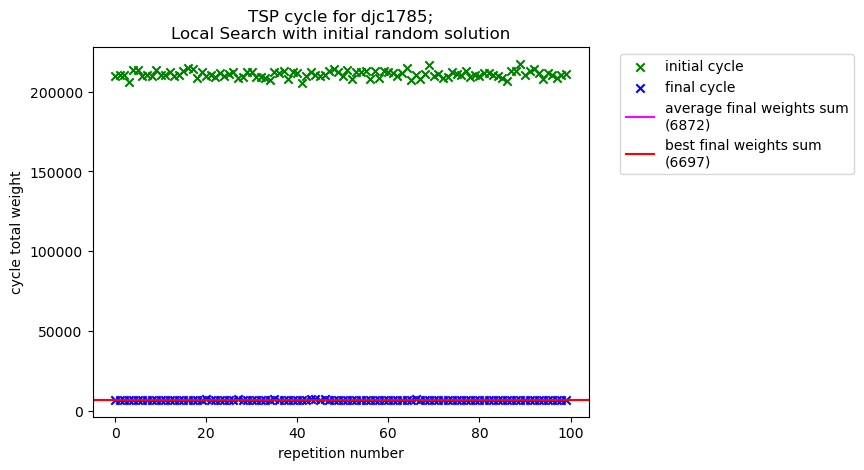 TSP cycle for djc1785;
Local Search with initial random solution
cycle total weight
200000
150000
100000
50000
0
0
20
40
60
80
100
repetition number
initial cycle
final cycle
average final weights sum
(6872)
best final weights sum
(6697)